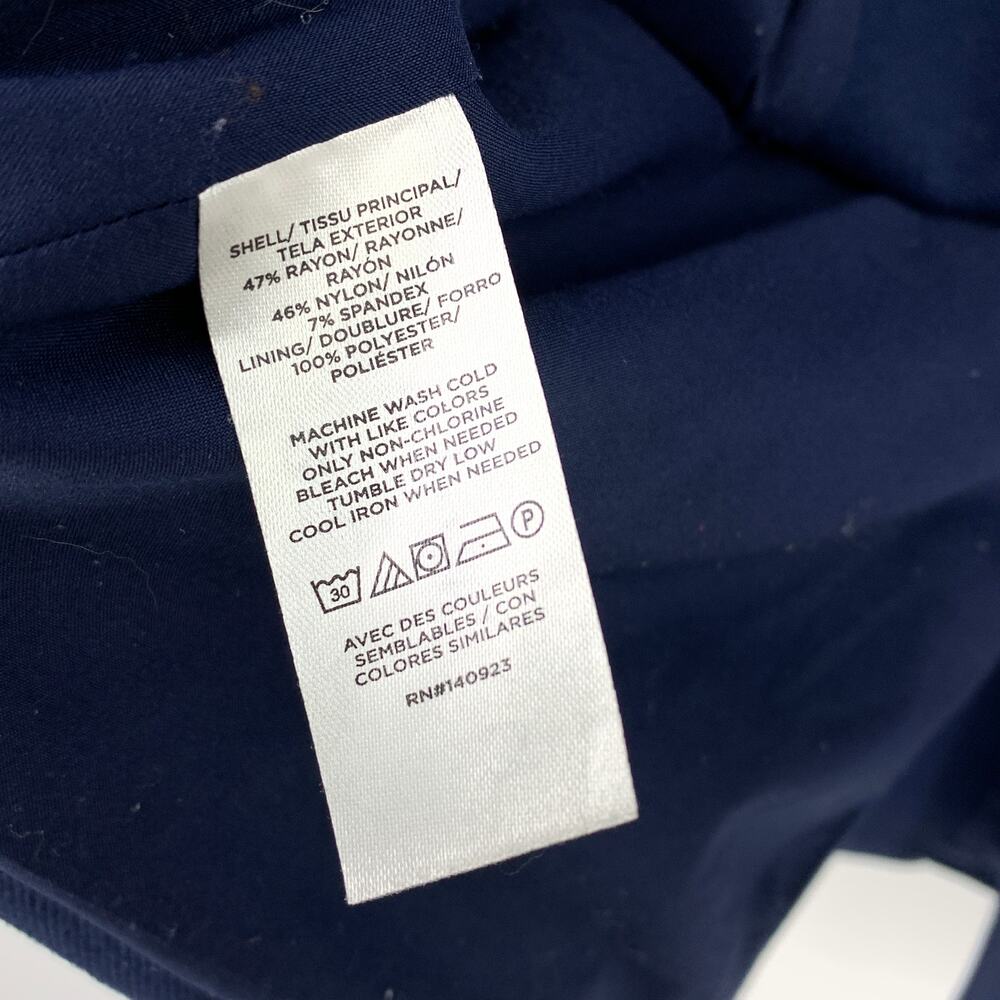 SHELL/ TISSU PRINCIPAL/
TELA EXTERIOR
47% RAYON/ RAYONNE/
RAYÓN
46% NYLON/ NILÓN
7% SPANDEX
LINING/ DOUBLURE/ FORRO
100% POLYESTER/
POLIÉSTER
MACHINE WASH COLD
WITH LIKE COLORS
ONLY NON-CHLORINE
BLEACH WHEN NEEDED
TUMBLE DRY LOW
COOL IRON WHEN NEEDED
30 P
AVEC DES COULEURS
SEMBLABLES / CON
COLORES SIMILARES
RN#140923